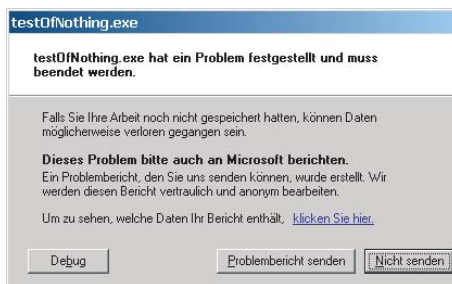 testOfNothing.exe
testOfNothing.exe hat ein Problem festgestellt und muss
beendet werden.
Falls Sie Ihre Arbeit noch nicht gespeichert hatten, können Daten
möglicherweise verloren gegangen sein.
Dieses Problem bitte auch an Microsoft berichten.
Ein Problembericht, den Sie uns senden können, wurde erstellt. Wir
werden diesen Bericht vertraulich und anonym bearbeiten.
Um zu sehen, welche Daten Ihr Bericht enthält, klicken Sie hier.
Debug Problembericht senden Nicht senden